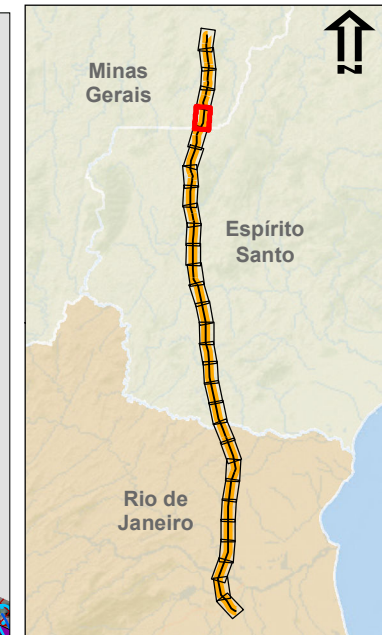 Minas
Gerais
N
Espírito
Santo
Rio de
Janeiro